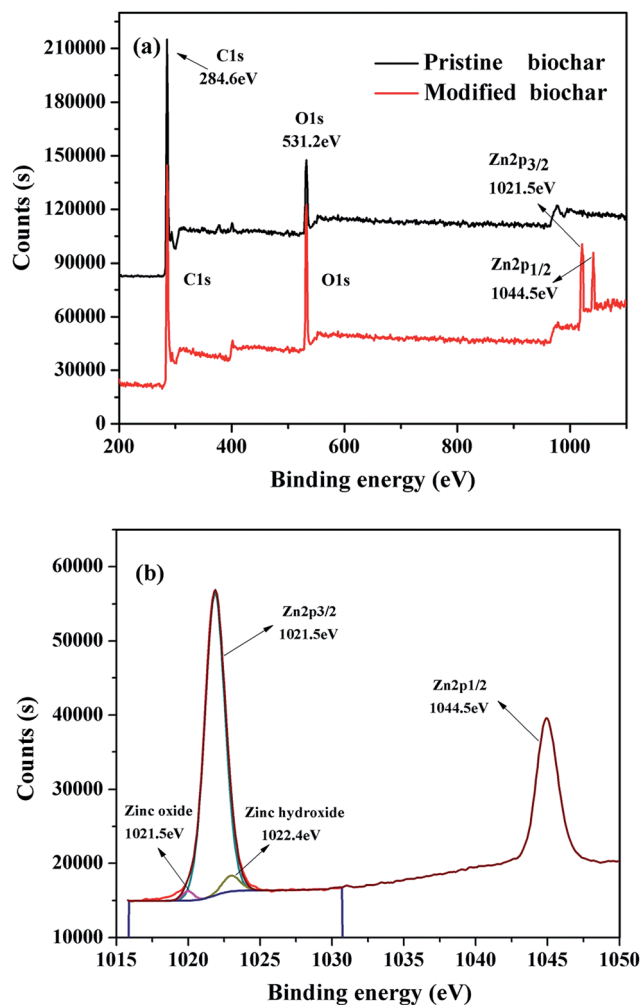 (a)
C1s
284.6eV
Pristine biochar
Modified biochar
O1s
531.2eV
Zn2p3/2
1021.5eV
Zn2p1/2
1044.5eV
C1s
O1s
Counts (s)
210000
180000
150000
120000
90000
60000
30000
0
200 400 600 800 1000
Binding energy (eV)
(b)
Zn2p3/2
1021.5eV
Zn2p1/2
1044.5eV
Zinc oxide
1021.5eV
Zinc hydroxide
1022.4eV
Counts (s)
60000
50000
40000
30000
20000
10000
1015 1020 1025 1030 1035 1040 1045 1050
Binding energy (eV)